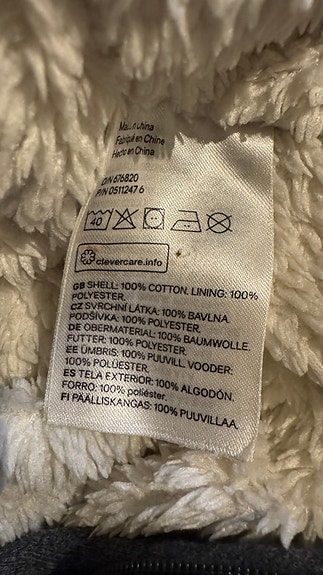 Made in China
Fabriqué en Chine
Hecho en China
O/N 676820
P/N 0511247 6
40
clevercare.info
GB SHELL: 100% COTTON. LINING: 100%
POLYESTER.
CZ SVRCHNÍ LÁTKA: 100% BAVLNA.
PODŠÍVKA: 100% POLYESTER.
DE OBERMATERIAL: 100% BAUMWOLLE.
FUTTER: 100% POLYESTER.
EE ÜMBRIS: 100% PUUVILL. VOODER:
100% POLÜESTER.
ES TELA EXTERIOR: 100% ALGODÓN.
FORRO: 100% poliéster.
FI PÄÄLLISKANGAS: 100% PUUVILLAA.